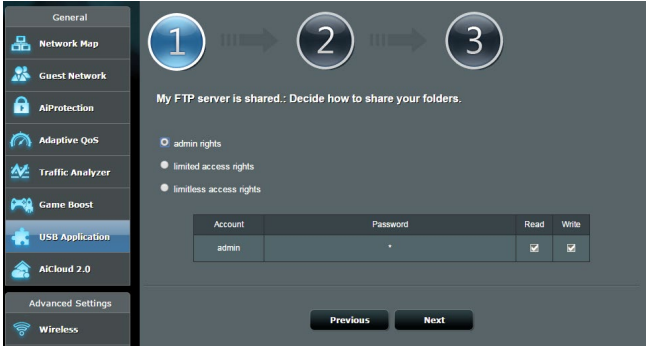 General
Network Map
Guest Network
AiProtection
Adaptive QoS
Traffic Analyzer
Game Boost
USB Application
AiCloud 2.0
Advanced Settings
Wireless
1 2 3
My FTP server is shared.: Decide how to share your folders.
admin rights
limited access rights
limitless access rights
Account Password Read Write
admin *
Previous Next